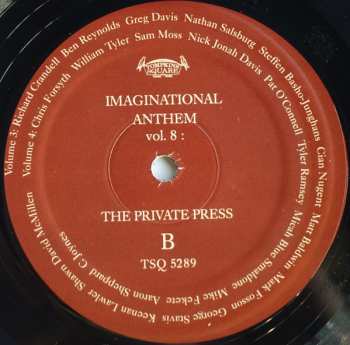 TOMPKINS
SQUARE
IMAGINATIONAL
ANTHEM
vol. 8 :
THE PRIVATE PRESS
B
TSQ 5289
Volume 3: Richard Crandell Ben Reynolds Greg Davis Nathan Salsburg Steffen Basho-Junghans Cian Nugent Matt Baldwin Mark Fosson George Stavis Keenan Lawler Shawn David McMillen
Volume 4: Chris Forsyth William Tyler Sam Moss Nick Jonah Davis Pat O'Connell Tyler Ramsey Micah Blue Smaldone Mike Fekete Aaron Sheppard C Joynes